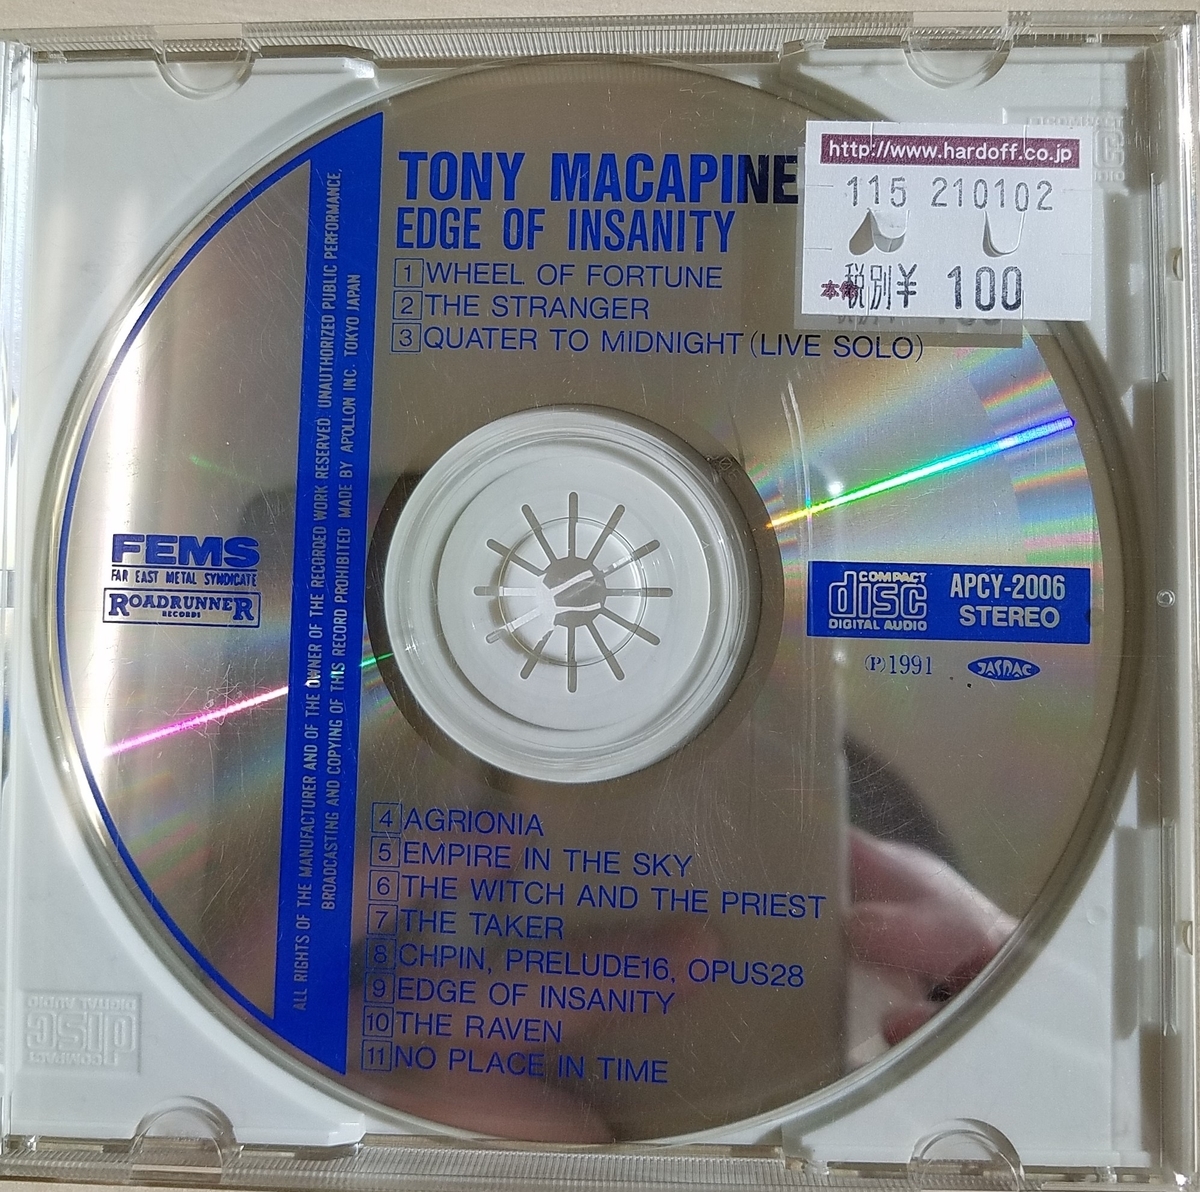 TONY MACAPINE
EDGE OF INSANITY
1 WHEEL OF FORTUNE
2 THE STRANGER
3 QUATER TO MIDNIGHT (LIVE SOLO)
http://www.hardoff.co.jp
115 210102
税別¥ 100
FEMS
FAR EAST METAL SYNDICATE
ROADRUNNER
RECORDS
ALL RIGHTS OF THE MANUFACTURER AND OF THE OWNER OF THE RECORDED WORK RESERVED. UNAUTHORIZED PUBLIC PERFORMANCE,
BROADCASTING AND COPYING OF THIS RECORD PROHIBITED. MADE BY APOLLON INC. TOKYO JAPAN
COMPACT
disc
DIGITAL AUDIO
APCY-2006
STEREO
Ⓟ1991
JASRAC
4 AGRIONIA
5 EMPIRE IN THE SKY
6 THE WITCH AND THE PRIEST
7 THE TAKER
8 CHPIN, PRELUDE16, OPUS28
9 EDGE OF INSANITY
10 THE RAVEN
11 NO PLACE IN TIME
COMPACT
disc
DIGITAL AUDIO